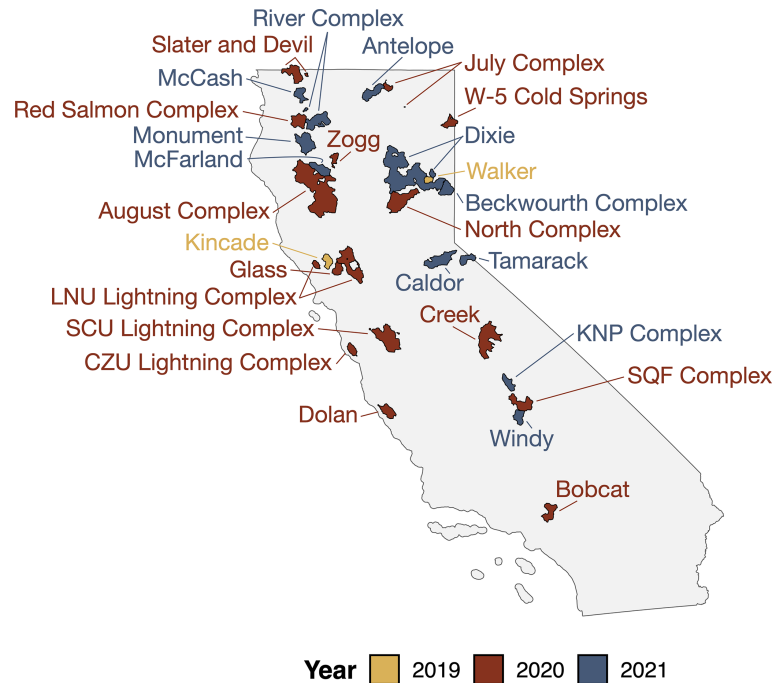 River Complex
Slater and Devil
Antelope
McCash
July Complex
Red Salmon Complex
W-5 Cold Springs
Monument
Zogg
Dixie
McFarland
Walker
Beckwourth Complex
August Complex
North Complex
Kincade
Glass
Tamarack
Caldor
LNU Lightning Complex
Creek
SCU Lightning Complex
KNP Complex
CZU Lightning Complex
SQF Complex
Dolan
Windy
Bobcat
Year 2019 2020 2021